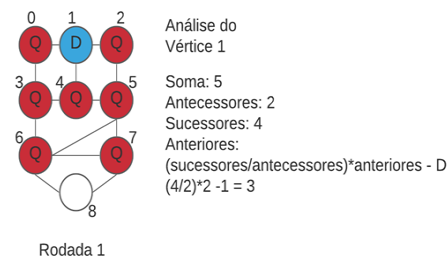 0 1 2
Q D Q
3 4 5
Q Q Q
6 7
Q Q
8
Rodada 1
Análise do
Vértice 1
Soma: 5
Antecessores: 2
Sucessores: 4
Anteriores:
(sucessores/antecessores)*anteriores - D
(4/2)*2 -1 = 3